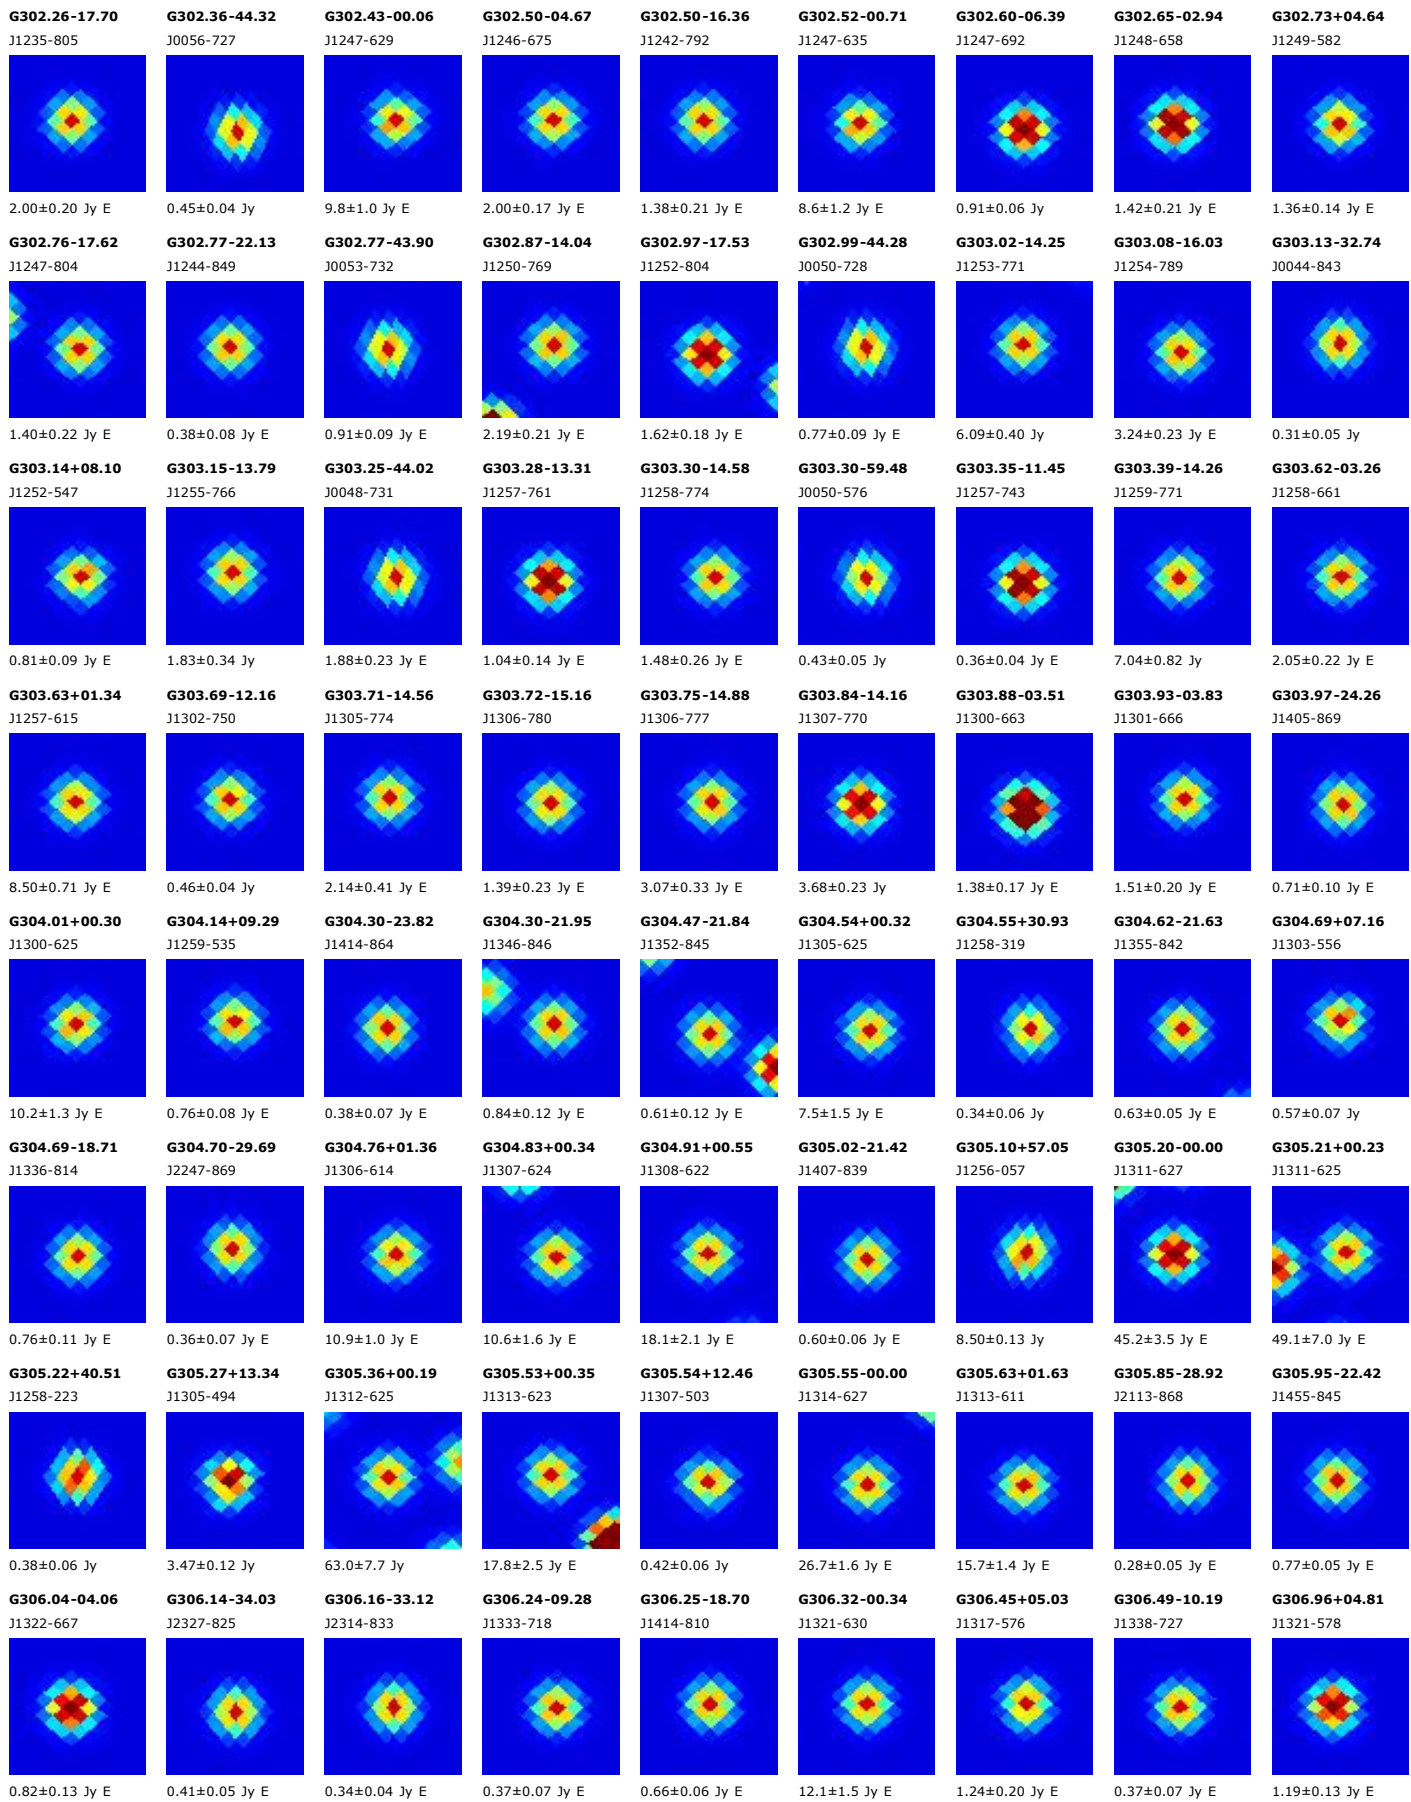 G302.26-17.70 G302.36-44.32 G302.43-00.06 G302.50-04.67 G302.50-16.36 G302.52-00.71 G302.60-06.39 G302.65-02.94 G302.73+04.64
J1235-805 J0056-727 J1247-629 J1246-675 J1242-792 J1247-635 J1247-692 J1248-658 J1249-582
2.00±0.20 Jy E 0.45±0.04 Jy 9.8±1.0 Jy E 2.00±0.17 Jy E 1.38±0.21 Jy E 8.6±1.2 Jy E 0.91±0.06 Jy 1.42±0.21 Jy E 1.36±0.14 Jy E
G302.76-17.62 G302.77-22.13 G302.77-43.90 G302.87-14.04 G302.97-17.53 G302.99-44.28 G303.02-14.25 G303.08-16.03 G303.13-32.74
J1247-804 J1244-849 J0053-732 J1250-769 J1252-804 J0050-728 J1253-771 J1254-789 J0044-843
1.40±0.22 Jy E 0.38±0.08 Jy E 0.91±0.09 Jy E 2.19±0.21 Jy E 1.62±0.18 Jy E 0.77±0.09 Jy E 6.09±0.40 Jy 3.24±0.23 Jy E 0.31±0.05 Jy
G303.14+08.10 G303.15-13.79 G303.25-44.02 G303.28-13.31 G303.30-14.58 G303.30-59.48 G303.35-11.45 G303.39-14.26 G303.62-03.26
J1252-547 J1255-766 J0048-731 J1257-761 J1258-774 J0050-576 J1257-743 J1259-771 J1258-661
0.81±0.09 Jy E 1.83±0.34 Jy 1.88±0.23 Jy E 1.04±0.14 Jy E 1.48±0.26 Jy E 0.43±0.05 Jy 0.36±0.04 Jy E 7.04±0.82 Jy 2.05±0.22 Jy E
G303.63+01.34 G303.69-12.16 G303.71-14.56 G303.72-15.16 G303.75-14.88 G303.84-14.16 G303.88-03.51 G303.93-03.83 G303.97-24.26
J1257-615 J1302-750 J1305-774 J1306-780 J1306-777 J1307-770 J1300-663 J1301-666 J1405-869
8.50±0.71 Jy E 0.46±0.04 Jy 2.14±0.41 Jy E 1.39±0.23 Jy E 3.07±0.33 Jy E 3.68±0.23 Jy 1.38±0.17 Jy E 1.51±0.20 Jy E 0.71±0.10 Jy E
G304.01+00.30 G304.14+09.29 G304.30-23.82 G304.30-21.95 G304.47-21.84 G304.54+00.32 G304.55+30.93 G304.62-21.63 G304.69+07.16
J1300-625 J1259-535 J1414-864 J1346-846 J1352-845 J1305-625 J1258-319 J1355-842 J1303-556
10.2±1.3 Jy E 0.76±0.08 Jy E 0.38±0.07 Jy E 0.84±0.12 Jy E 0.61±0.12 Jy E 7.5±1.5 Jy E 0.34±0.06 Jy 0.63±0.05 Jy E 0.57±0.07 Jy
G304.69-18.71 G304.70-29.69 G304.76+01.36 G304.83+00.34 G304.91+00.55 G305.02-21.42 G305.10+57.05 G305.20-00.00 G305.21+00.23
J1336-814 J2247-869 J1306-614 J1307-624 J1308-622 J1407-839 J1256-057 J1311-627 J1311-625
0.76±0.11 Jy E 0.36±0.07 Jy E 10.9±1.0 Jy E 10.6±1.6 Jy E 18.1±2.1 Jy E 0.60±0.06 Jy E 8.50±0.13 Jy 45.2±3.5 Jy E 49.1±7.0 Jy E
G305.22+40.51 G305.27+13.34 G305.36+00.19 G305.53+00.35 G305.54+12.46 G305.55-00.00 G305.63+01.63 G305.85-28.92 G305.95-22.42
J1258-223 J1305-494 J1312-625 J1313-623 J1307-503 J1314-627 J1313-611 J2113-868 J1455-845
0.38±0.06 Jy 3.47±0.12 Jy 63.0±7.7 Jy 17.8±2.5 Jy E 0.42±0.06 Jy 26.7±1.6 Jy E 15.7±1.4 Jy E 0.28±0.05 Jy E 0.77±0.05 Jy E
G306.04-04.06 G306.14-34.03 G306.16-33.12 G306.24-09.28 G306.25-18.70 G306.32-00.34 G306.45+05.03 G306.49-10.19 G306.96+04.81
J1322-667 J2327-825 J2314-833 J1333-718 J1414-810 J1321-630 J1317-576 J1338-727 J1321-578
0.82±0.13 Jy E 0.41±0.05 Jy E 0.34±0.04 Jy E 0.37±0.07 Jy E 0.66±0.06 Jy E 12.1±1.5 Jy E 1.24±0.20 Jy E 0.37±0.07 Jy E 1.19±0.13 Jy E